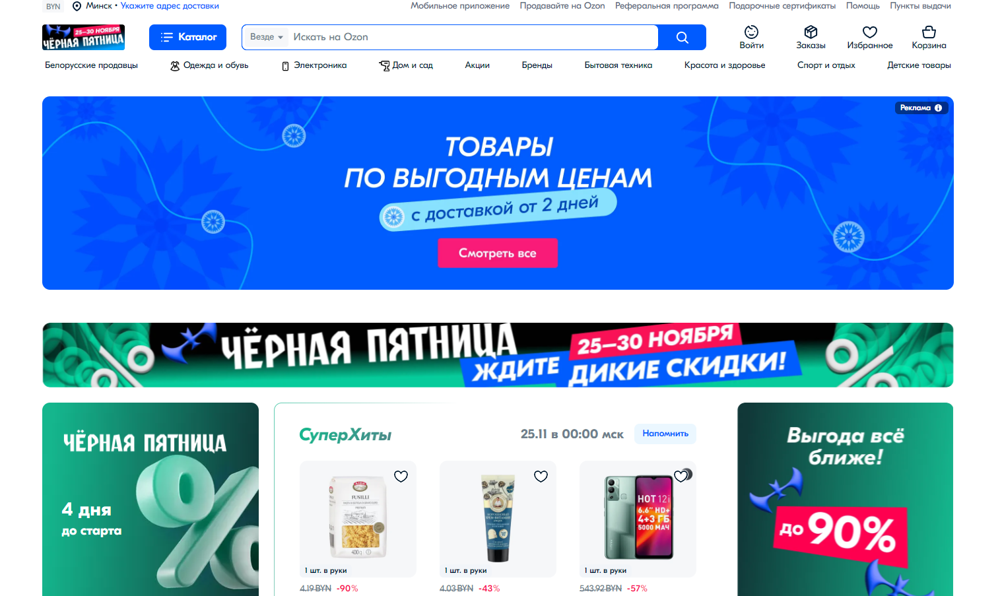 BYN
Минск • Укажите адрес доставки
Мобильное приложение
Продавайте на Ozon
Реферальная программа
Подарочные сертификаты
Помощь
Пункты выдачи
25–30 НОЯБРЯ
ЧЁРНАЯ ПЯТНИЦА
Каталог
Везде
Искать на Ozon
Войти
Заказы
Избранное
Корзина
Белорусские продавцы
Одежда и обувь
Электроника
Дом и сад
Акции
Бренды
Бытовая техника
Красота и здоровье
Спорт и отдых
Детские товары
Реклама
ТОВАРЫ
ПО ВЫГОДНЫМ ЦЕНАМ
с доставкой от 2 дней
Смотреть все
ЧЁРНАЯ ПЯТНИЦА
25–30 НОЯБРЯ
ЖДИТЕ
ДИКИЕ СКИДКИ!
ЧЁРНАЯ ПЯТНИЦА
%
4 дня
до старта
СуперХиты
25.11 в 00:00 мск
Напомнить
FUSILLI
400g
1 шт. в руки
4.19 BYN -90%
1 шт. в руки
4.03 BYN -43%
HOT 12i
6.6" HD+
4+3 ГБ
5000 МАЧ
1 шт. в руки
543.92 BYN -57%
Выгода всё
ближе!
до 90%